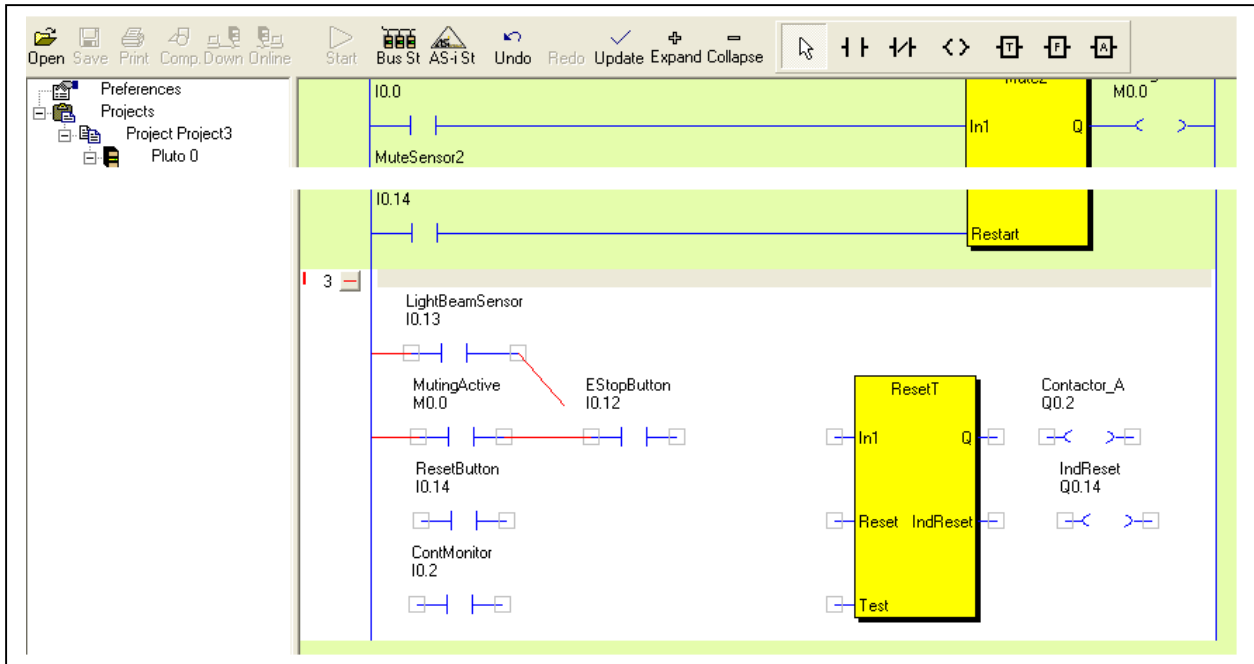 Open Save Print Comp. Down Online Start Bus St AS-i St Undo Redo Update Expand Collapse
T F A
Preferences
Projects
Project Project3
Pluto 0
I0.0
M0.0
In1 Q
MuteSensor2
I0.14
Restart
3
LightBeamSensor
I0.13
MutingActive EStopButton ResetT Contactor_A
M0.0 I0.12 Q0.2
In1 Q
ResetButton IndReset
I0.14 Q0.14
Reset IndReset
ContMonitor
I0.2
Test